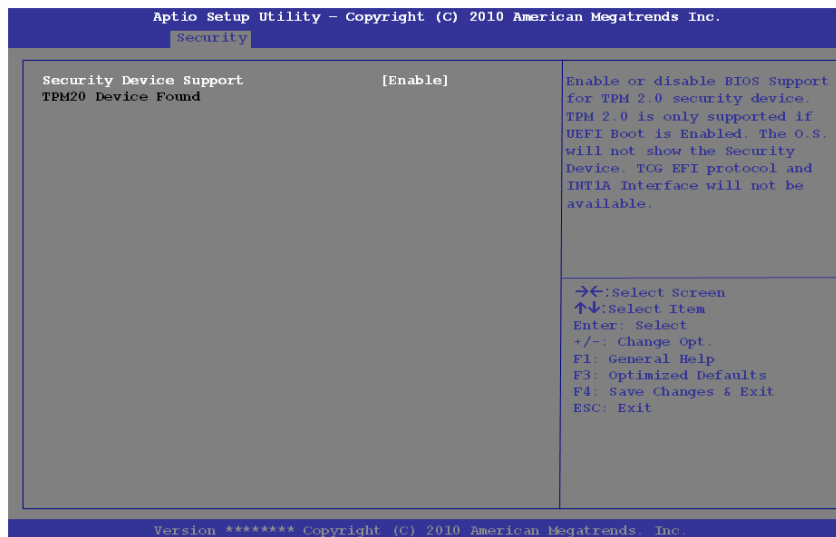 Aptio Setup Utility – Copyright (C) 2010 American Megatrends Inc.
Security
Security Device Support [Enable]
TPM20 Device Found
Enable or disable BIOS Support
for TPM 2.0 security device.
TPM 2.0 is only supported if
UEFI Boot is Enabled. The O.S.
will not show the Security
Device. TCG EFI protocol and
INT1A Interface will not be
available.
→←:Select Screen
↑↓:Select Item
Enter: Select
+/-: Change Opt.
F1: General Help
F3: Optimized Defaults
F4: Save Changes & Exit
ESC: Exit
Version ******** Copyright (C) 2010 American Megatrends. Inc.